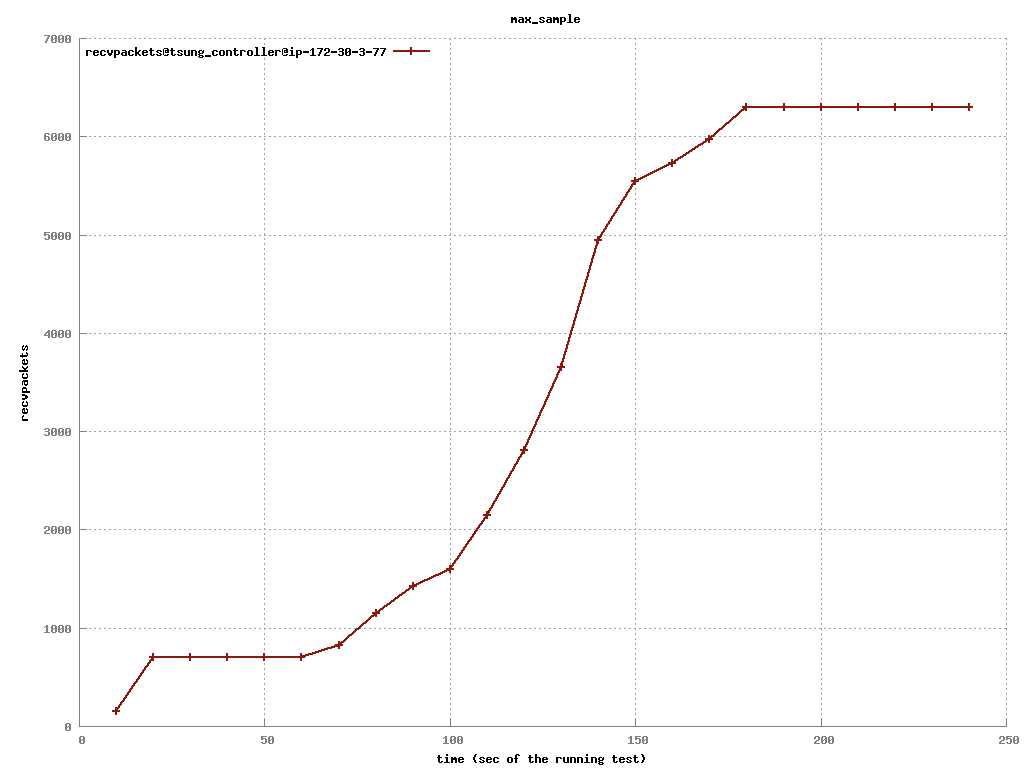 max_sample
7000
recvpackets@tsung_controller@ip-172-30-3-77
6000
5000
4000
recvpackets
3000
2000
1000
0
0 50 100 150 200 250
time (sec of the running test)